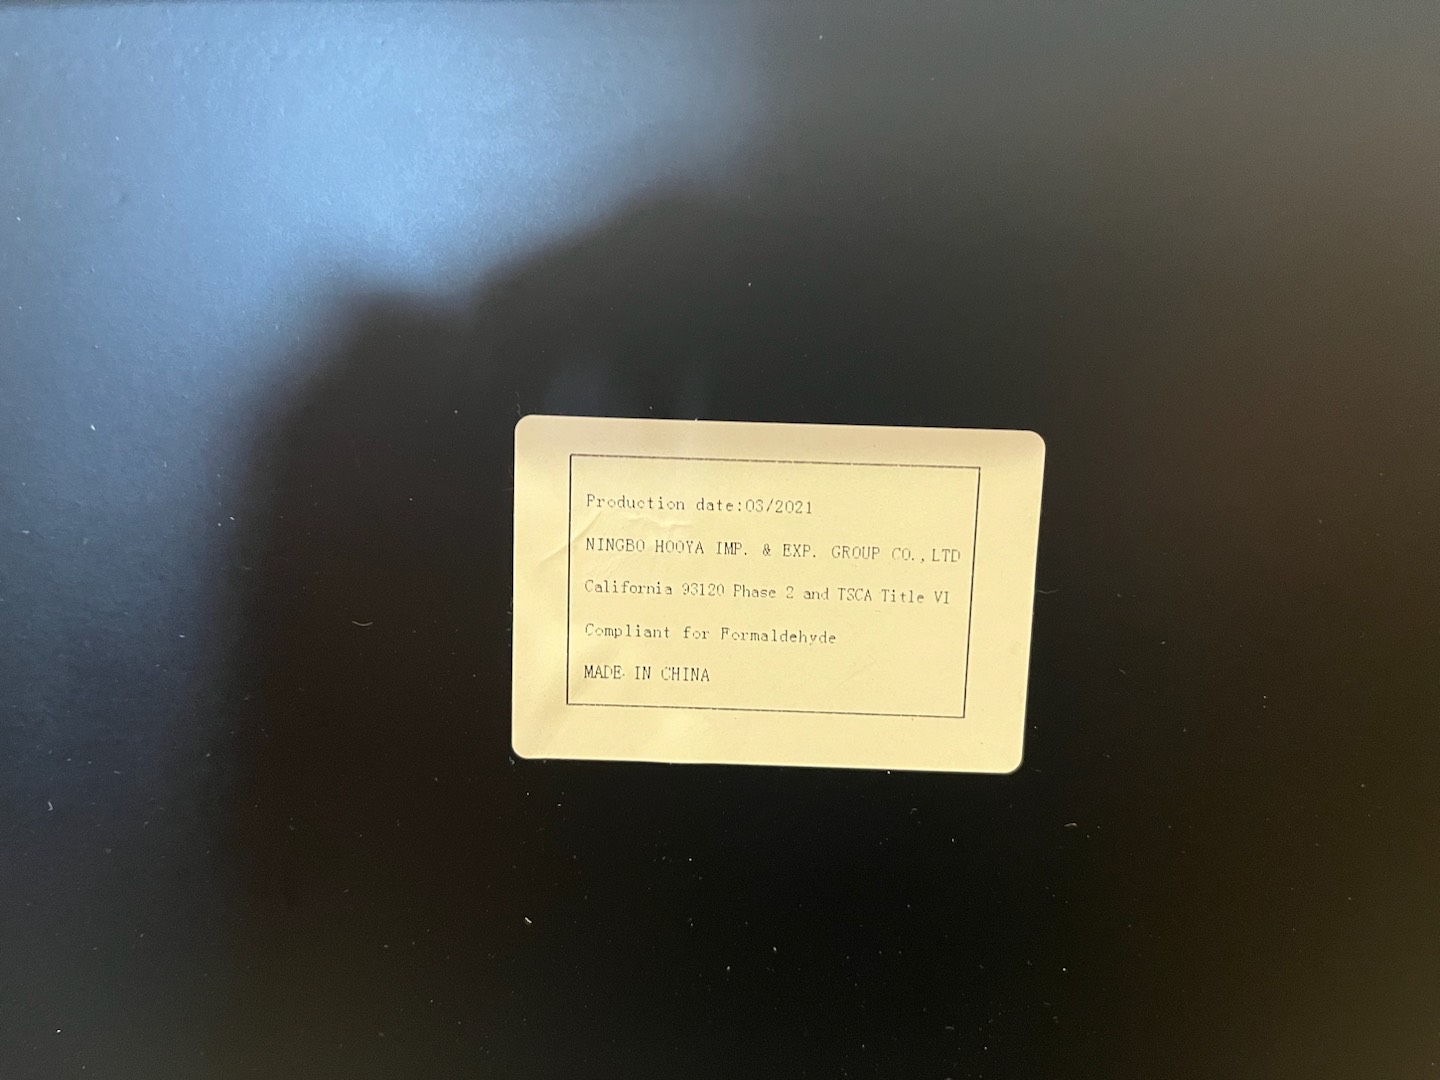 Production date:03/2021
NINGBO HOOYA IMP. & EXP. GROUP CO.,LTD
California 93120 Phase 2 and TSCA Title VI
Compliant for Formaldehyde
MADE IN CHINA